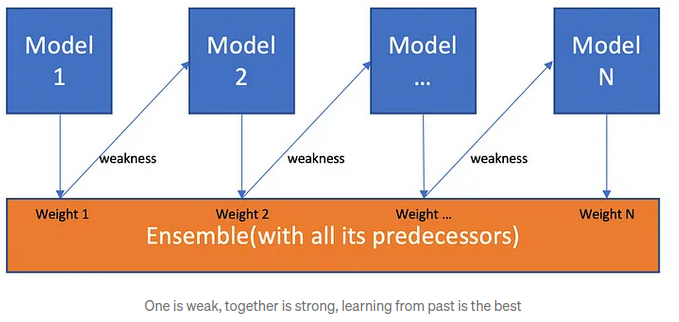 Model
1
Model
2
Model
...
Model
N
weakness
weakness
weakness
Weight 1
Weight 2
Weight ...
Weight N
Ensemble(with all its predecessors)
One is weak, together is strong, learning from past is the best